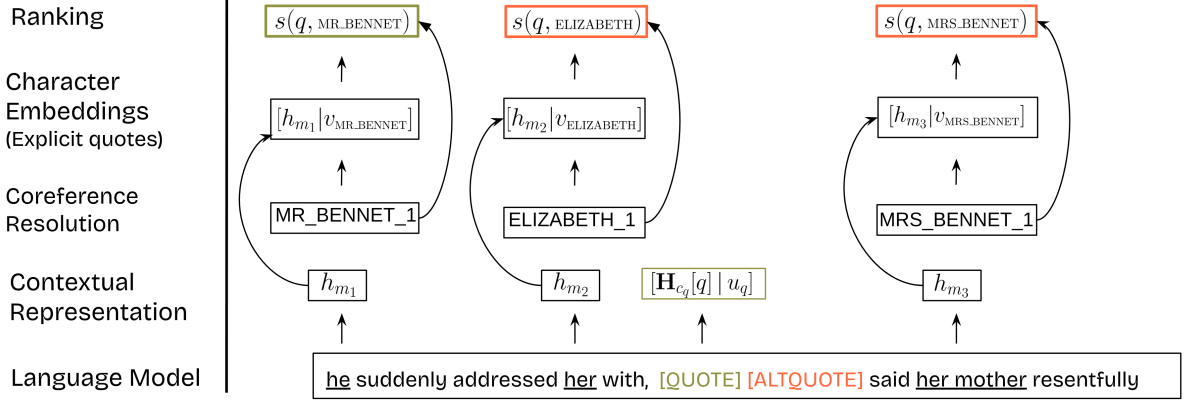 Ranking
s(q, MR_BENNET) s(q, ELIZABETH) s(q, MRS_BENNET)
Character
Embeddings
(Explicit quotes)
[h_{m_1}|v_{MR_BENNET}] [h_{m_2}|v_{ELIZABETH}] [h_{m_3}|v_{MRS_BENNET}]
Coreference
Resolution
MR_BENNET_1 ELIZABETH_1 MRS_BENNET_1
Contextual
Representation
h_{m_1} h_{m_2} [H_{c_q}[q] | u_q] h_{m_3}
Language Model
he suddenly addressed her with, [QUOTE] [ALTQUOTE] said her mother resentfully